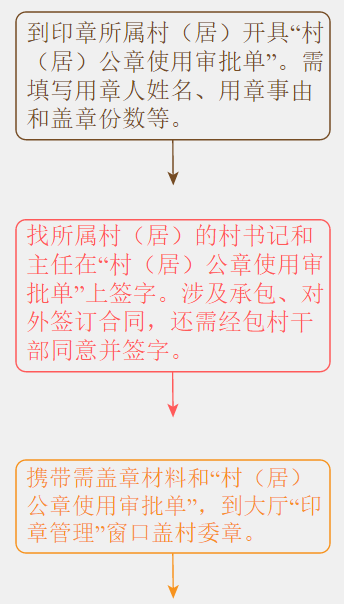 到印章所属村（居）开具“村
（居）公章使用审批单”。需
填写用章人姓名、用章事由
和盖章份数等。
找所属村（居）的村书记和
主任在“村（居）公章使用审
批单”上签字。涉及承包、对
外签订合同，还需经包村干
部同意并签字。
携带需盖章材料和“村（居）
公章使用审批单”，到大厅“印
章管理”窗口盖村委章。